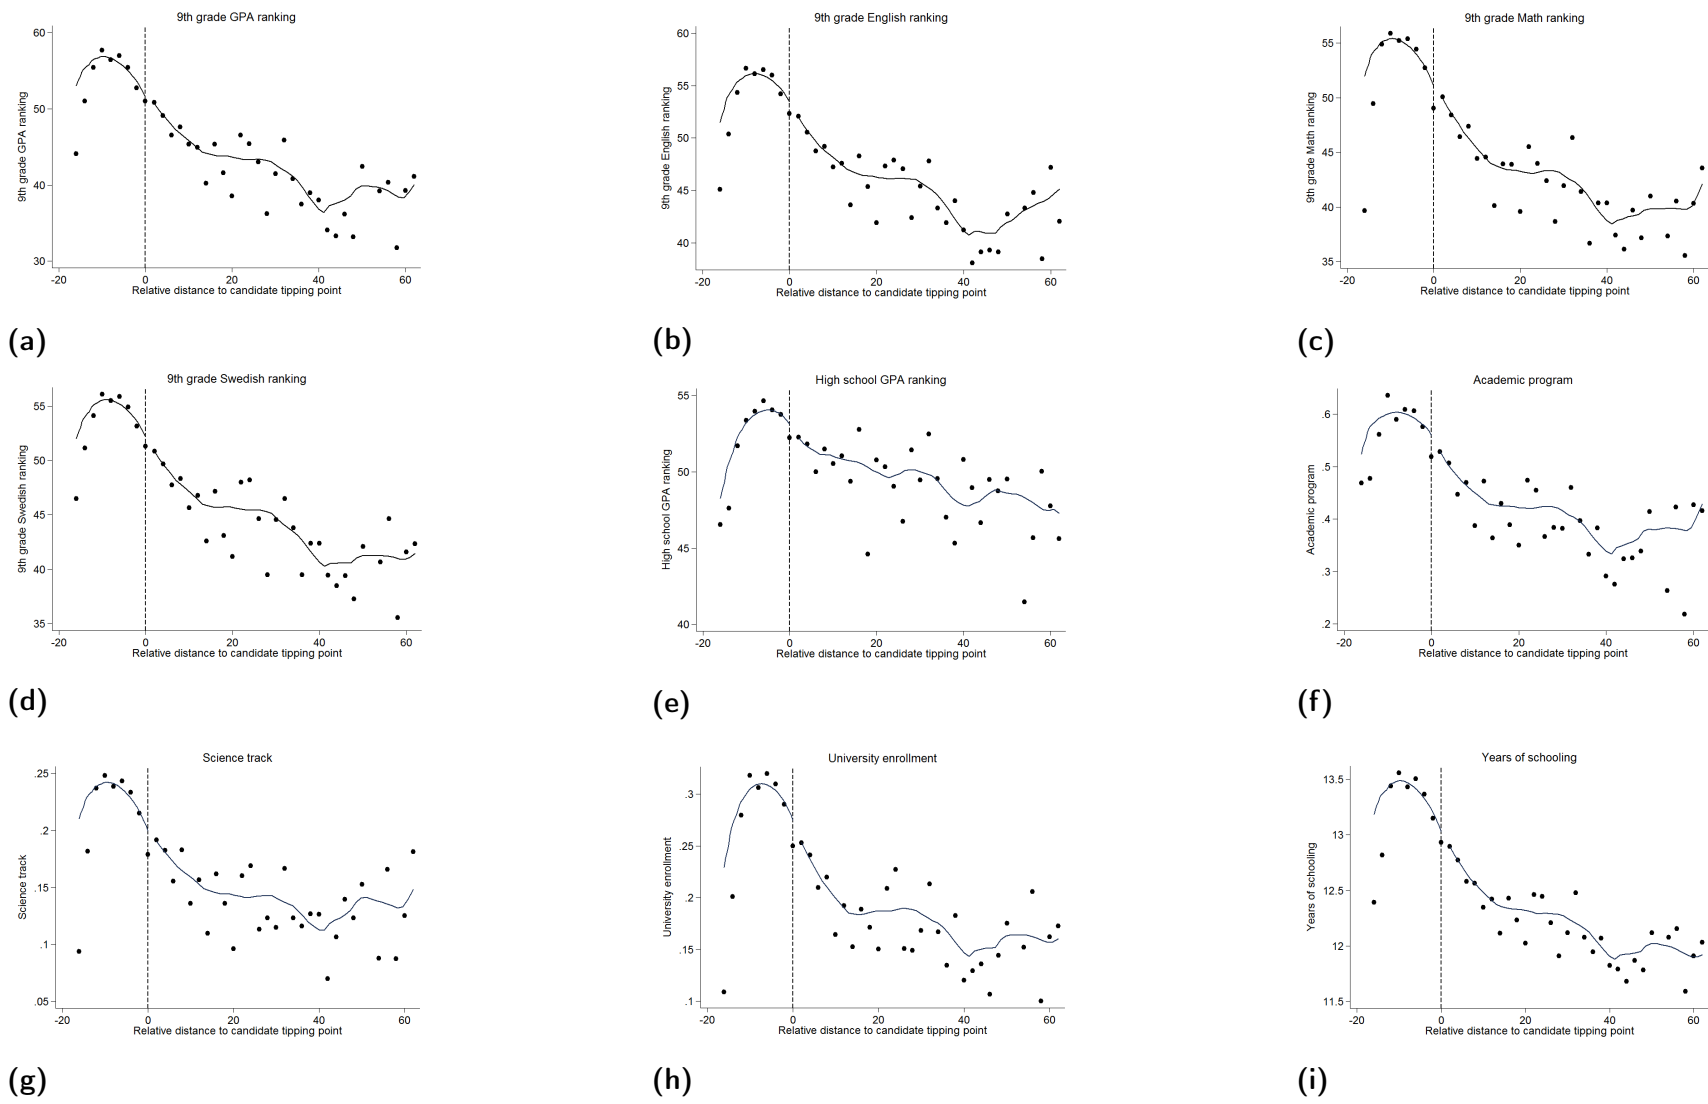 9th grade GPA ranking
9th grade GPA ranking
60
50
40
30
-20 0 20 40 60
Relative distance to candidate tipping point
(a)
9th grade English ranking
9th grade English ranking
60
55
50
45
40
-20 0 20 40 60
Relative distance to candidate tipping point
(b)
9th grade Math ranking
9th grade Math ranking
55
50
45
40
35
-20 0 20 40 60
Relative distance to candidate tipping point
(c)
9th grade Swedish ranking
9th grade Swedish ranking
55
50
45
40
35
-20 0 20 40 60
Relative distance to candidate tipping point
(d)
High school GPA ranking
High school GPA ranking
55
50
45
40
-20 0 20 40 60
Relative distance to candidate tipping point
(e)
Academic program
Academic program
.6
.5
.4
.3
.2
-20 0 20 40 60
Relative distance to candidate tipping point
(f)
Science track
Science track
.25
.2
.15
.1
.05
-20 0 20 40 60
Relative distance to candidate tipping point
(g)
University enrollment
University enrollment
.3
.25
.2
.15
.1
-20 0 20 40 60
Relative distance to candidate tipping point
(h)
Years of schooling
Years of schooling
13.5
13
12.5
12
11.5
-20 0 20 40 60
Relative distance to candidate tipping point
(i)